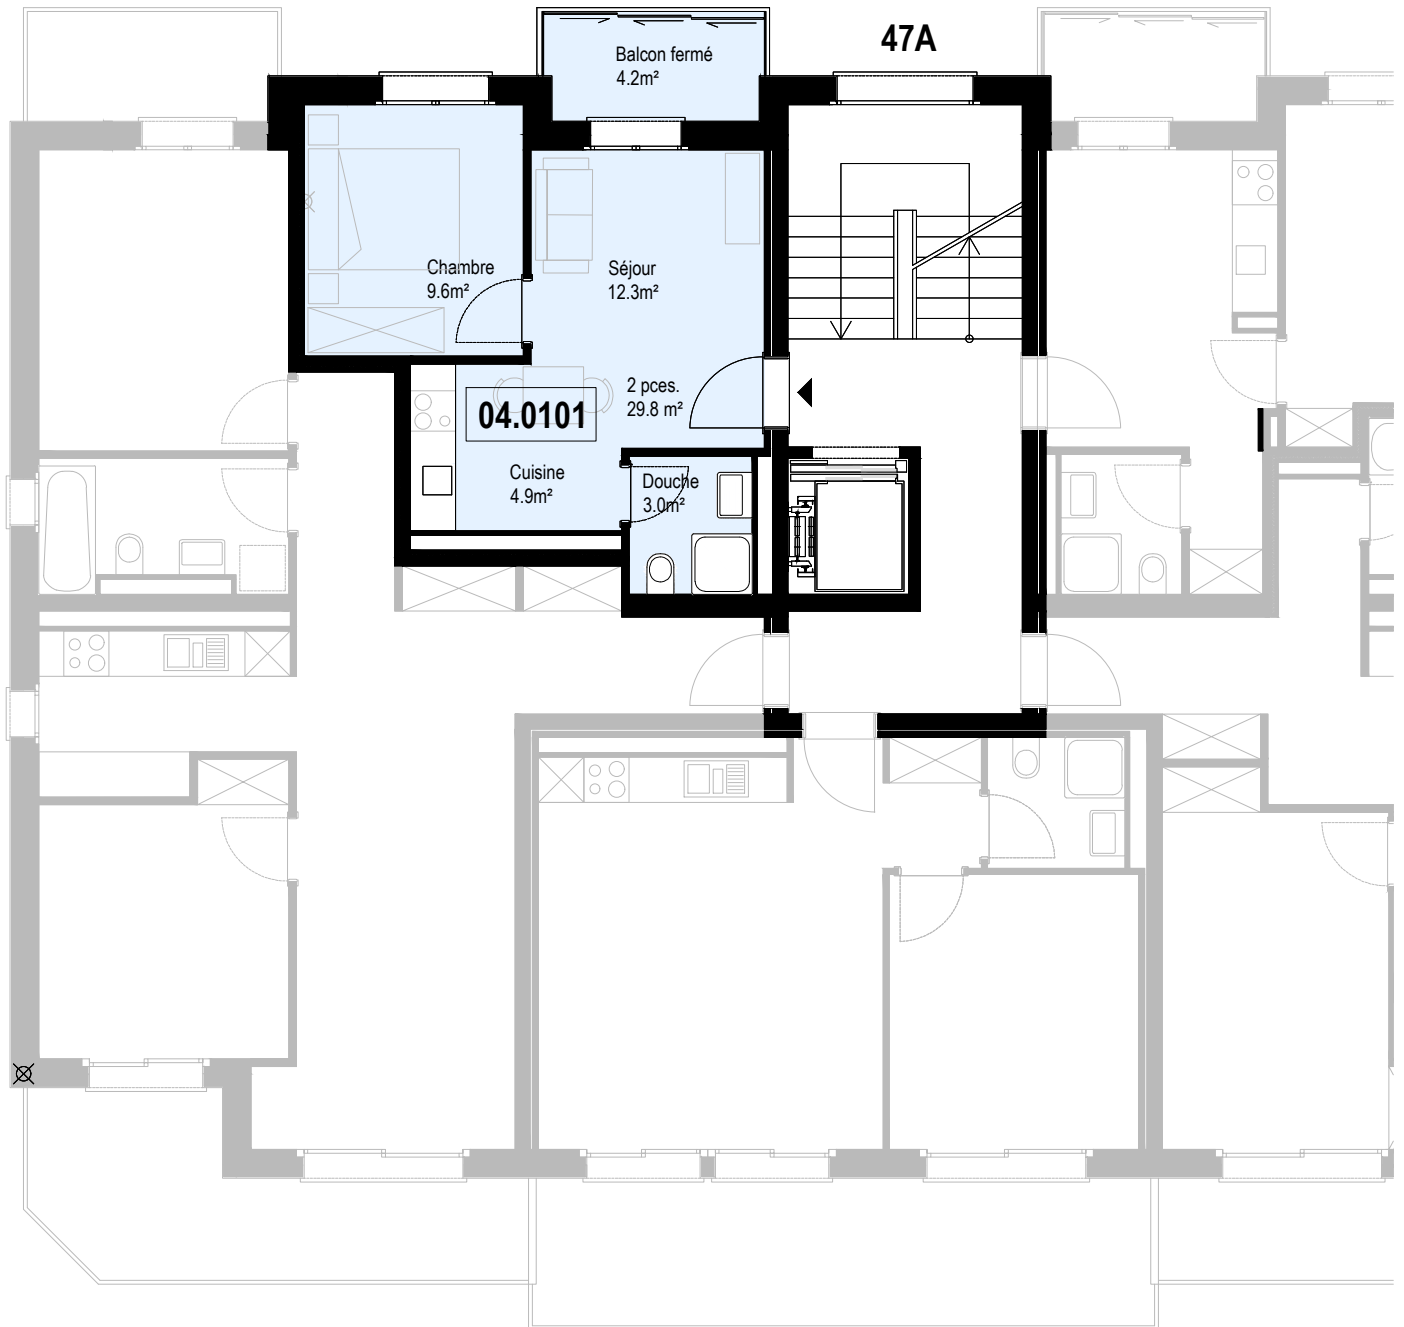 47A
Balcon fermé
4.2m²
Chambre
9.6m²
Séjour
12.3m²
2 pces.
29.8 m²
04.0101
Cuisine
4.9m²
Douche
3.0m²